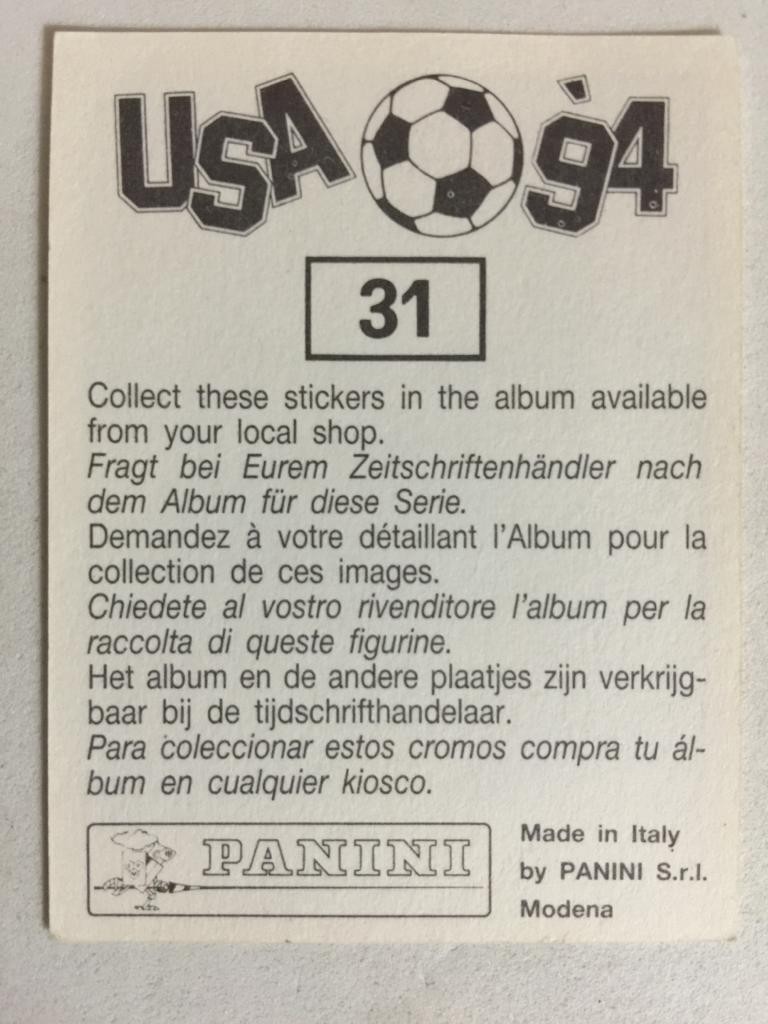 USA '94
31
Collect these stickers in the album available
from your local shop.
Fragt bei Eurem Zeitschriftenhändler nach
dem Album für diese Serie.
Demandez à votre détaillant l'Album pour la
collection de ces images.
Chiedete al vostro rivenditore l'album per la
raccolta di queste figurine.
Het album en de andere plaatjes zijn verkrijg-
baar bij de tijdschrifthandelaar.
Para coleccionar estos cromos compra tu ál-
bum en cualquier kiosco.
PANINI
Made in Italy
by PANINI S.r.l.
Modena